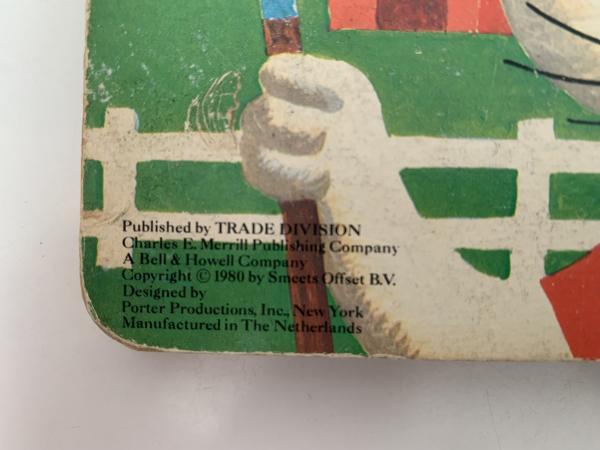 Published by TRADE DIVISION
Charles E. Merrill Publishing Company
A Bell & Howell Company
Copyright © 1980 by Smeets Offset B.V.
Designed by
Porter Productions, Inc., New York
Manufactured in The Netherlands